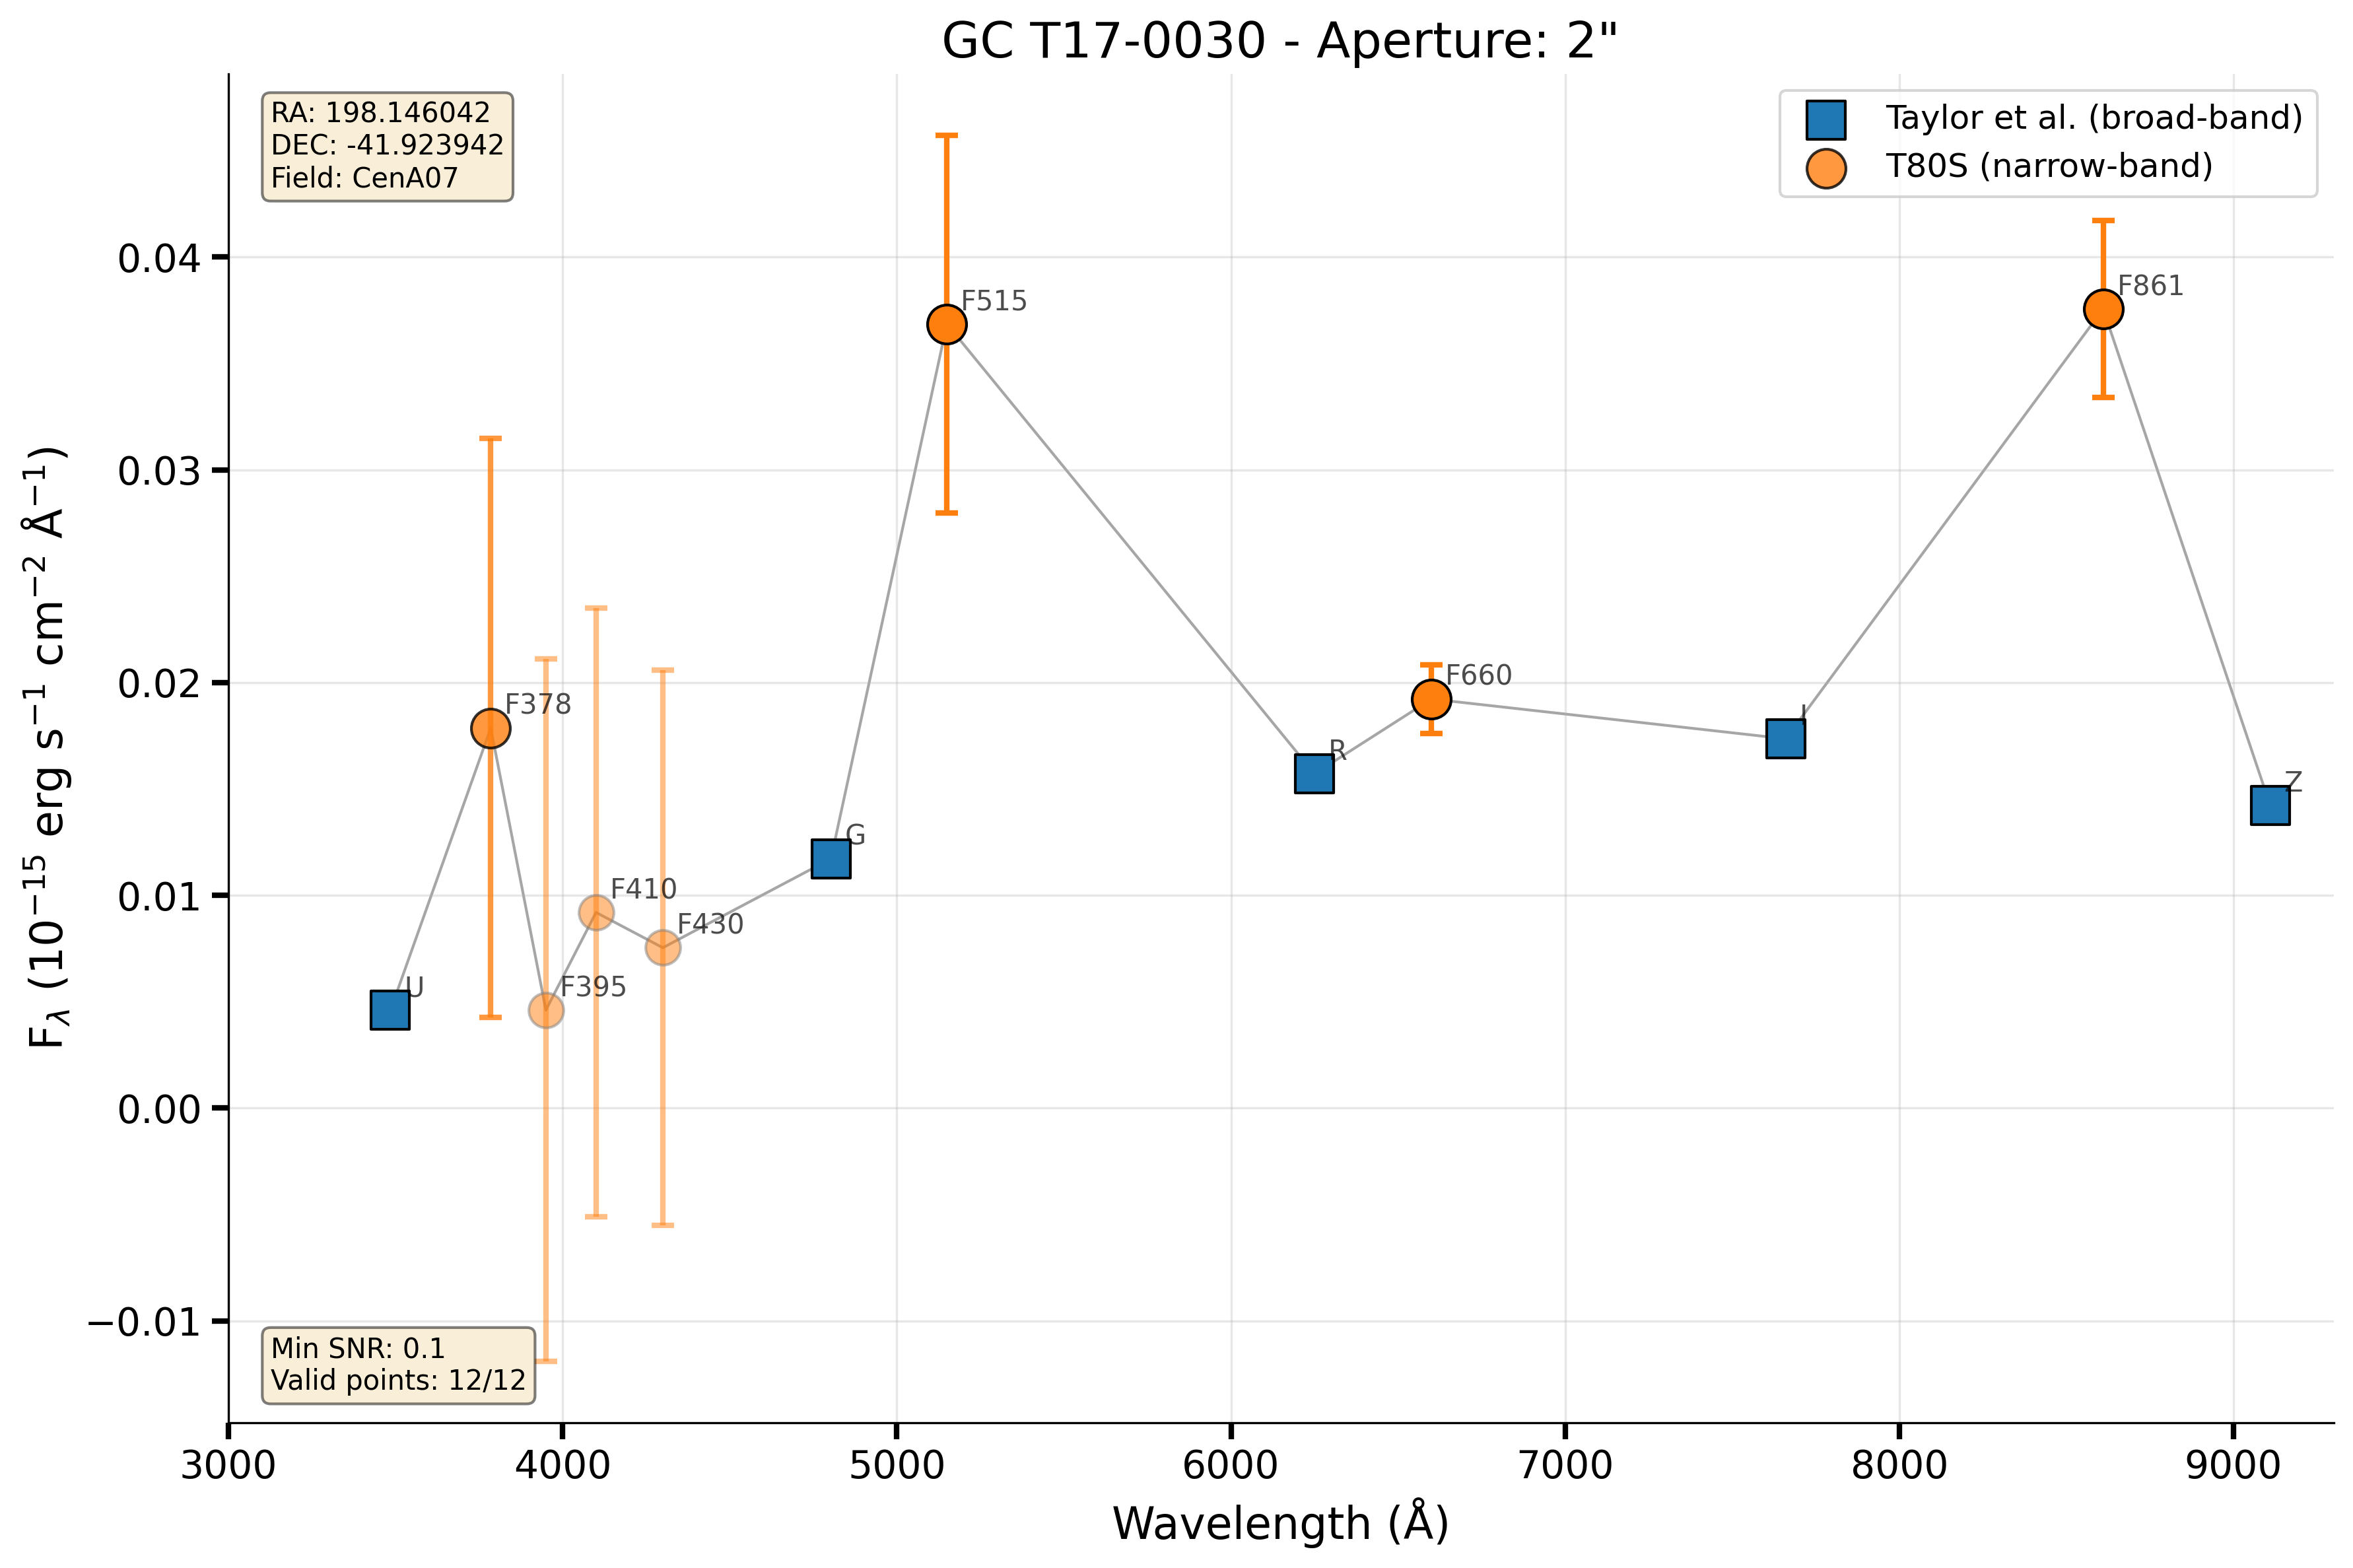 GC T17-0030 - Aperture: 2"
RA: 198.146042
DEC: -41.923942
Field: CenA07
Taylor et al. (broad-band)
T80S (narrow-band)
F861
F515
F378
F660
I
R
Z
G
F410
F430
F395
U
0.04
0.03
0.02
0.01
0.00
−0.01
F_λ (10⁻¹⁵ erg s⁻¹ cm⁻² Å⁻¹)
Min SNR: 0.1
Valid points: 12/12
3000 4000 5000 6000 7000 8000 9000
Wavelength (Å)